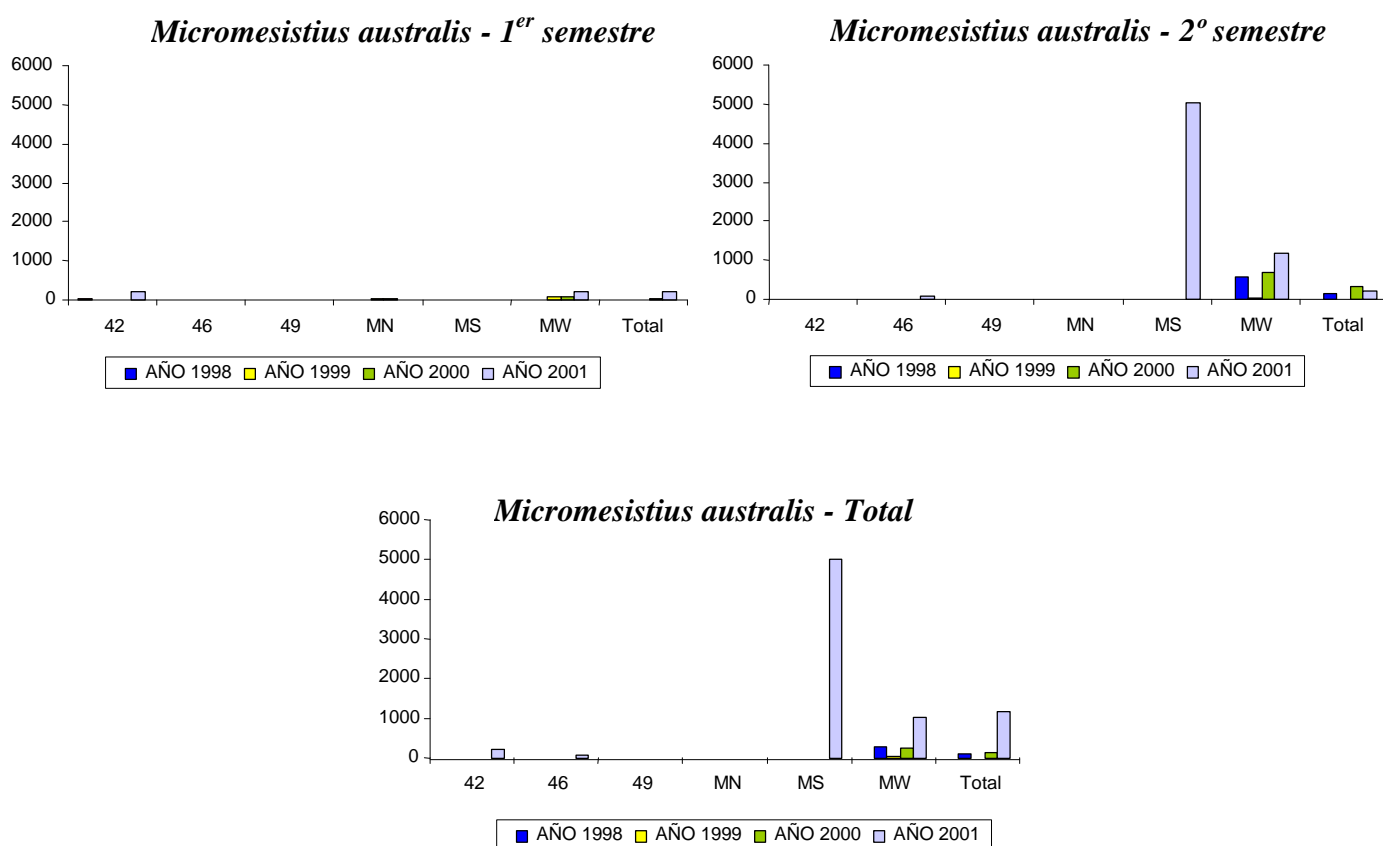 Micromesistius australis - 1er semestre
6000
5000
4000
3000
2000
1000
0
42 46 49 MN MS MW Total
AÑO 1998 AÑO 1999 AÑO 2000 AÑO 2001
Micromesistius australis - 2º semestre
6000
5000
4000
3000
2000
1000
0
42 46 49 MN MS MW Total
AÑO 1998 AÑO 1999 AÑO 2000 AÑO 2001
Micromesistius australis - Total
6000
5000
4000
3000
2000
1000
0
42 46 49 MN MS MW Total
AÑO 1998 AÑO 1999 AÑO 2000 AÑO 2001